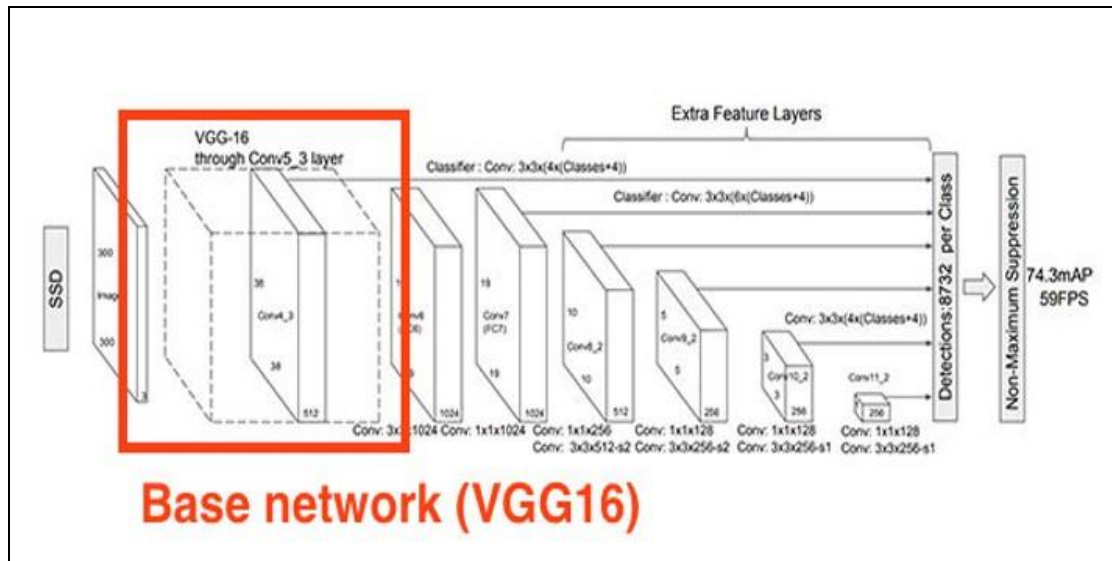 Extra Feature Layers
VGG-16
through Conv5_3 layer
Classifier : Conv: 3x3x(4x(Classes+4))
Classifier : Conv: 3x3x(6x(Classes+4))
SSD
300
Image
300
3
38
Conv4_3
38
512
Conv6
1024
19
Conv7
(FC7)
19
1024
10
Conv8_2
10
512
5
Conv9_2
5
256
Conv: 3x3x(4x(Classes+4))
3
Conv10_2
3
256
Conv11_2
256
Detections:8732 per Class
Non-Maximum Suppression
74.3mAP
59FPS
Conv: 1x1x1024
Conv: 1x1x256
Conv: 3x3x512-s2
Conv: 1x1x128
Conv: 3x3x256-s2
Conv: 1x1x128
Conv: 3x3x256-s1
Conv: 1x1x128
Conv: 3x3x256-s1
Base network (VGG16)